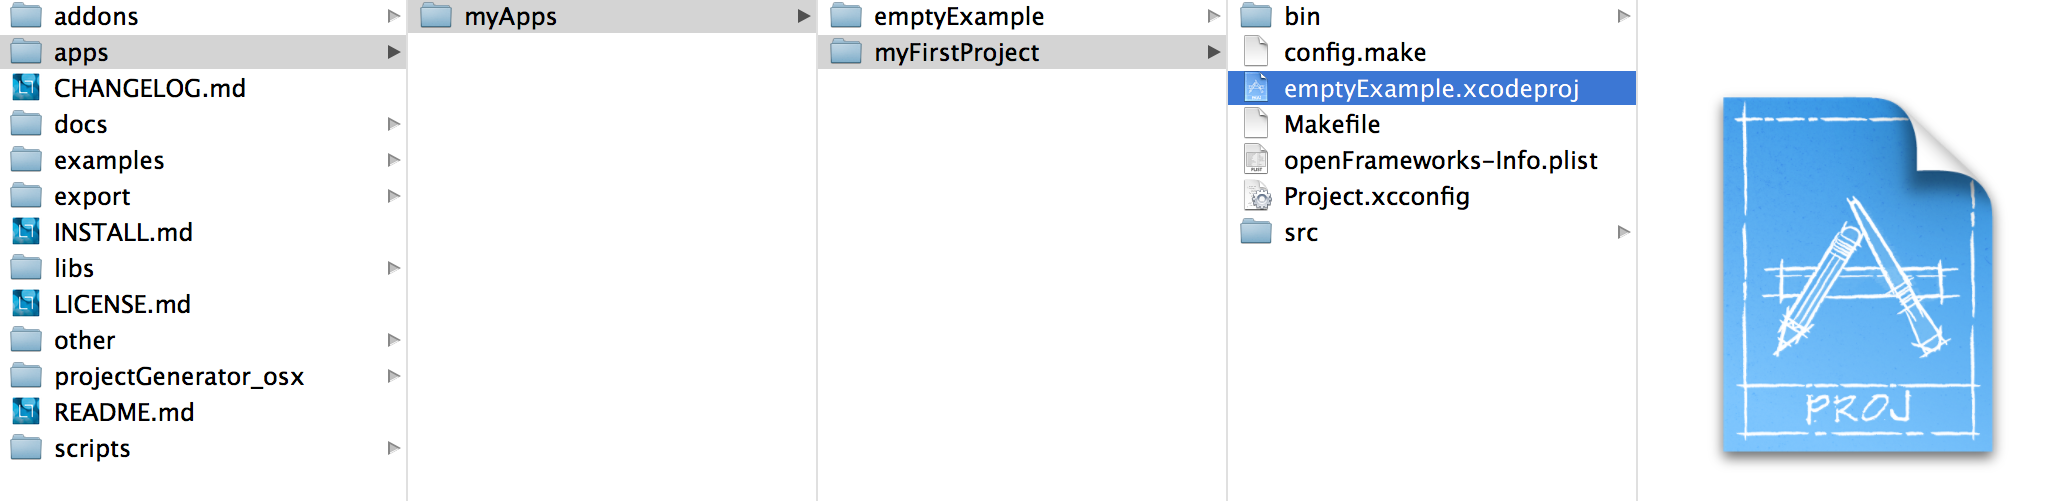 addons
apps
CHANGELOG.md
docs
examples
export
INSTALL.md
libs
LICENSE.md
other
projectGenerator_osx
README.md
scripts
myApps
emptyExample
myFirstProject
bin
config.make
emptyExample.xcodeproj
Makefile
openFrameworks-Info.plist
Project.xcconfig
src
PROJ